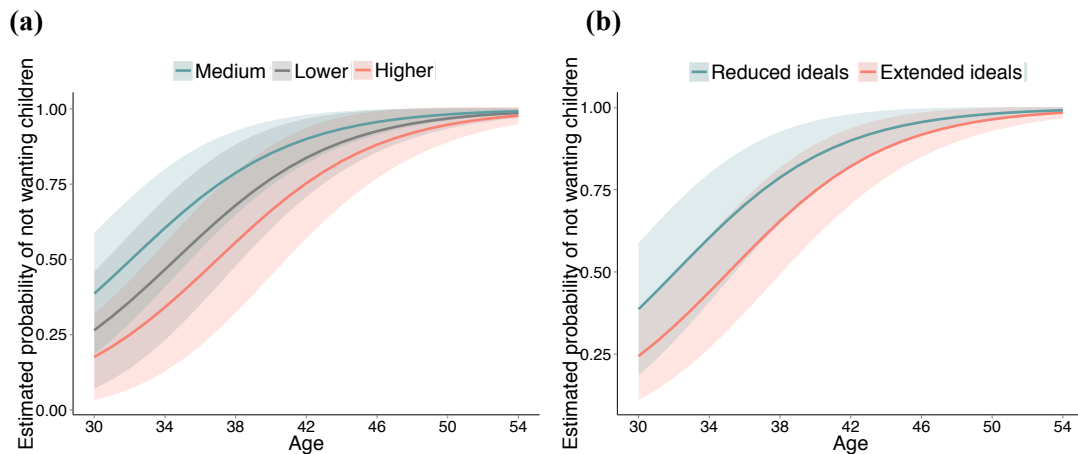 (a)
Medium Lower Higher
Estimated probability of not wanting children
1.00
0.75
0.50
0.25
0.00
30 34 38 42 46 50 54
Age
(b)
Reduced ideals Extended ideals
Estimated probability of not wanting children
1.00
0.75
0.50
0.25
30 34 38 42 46 50 54
Age